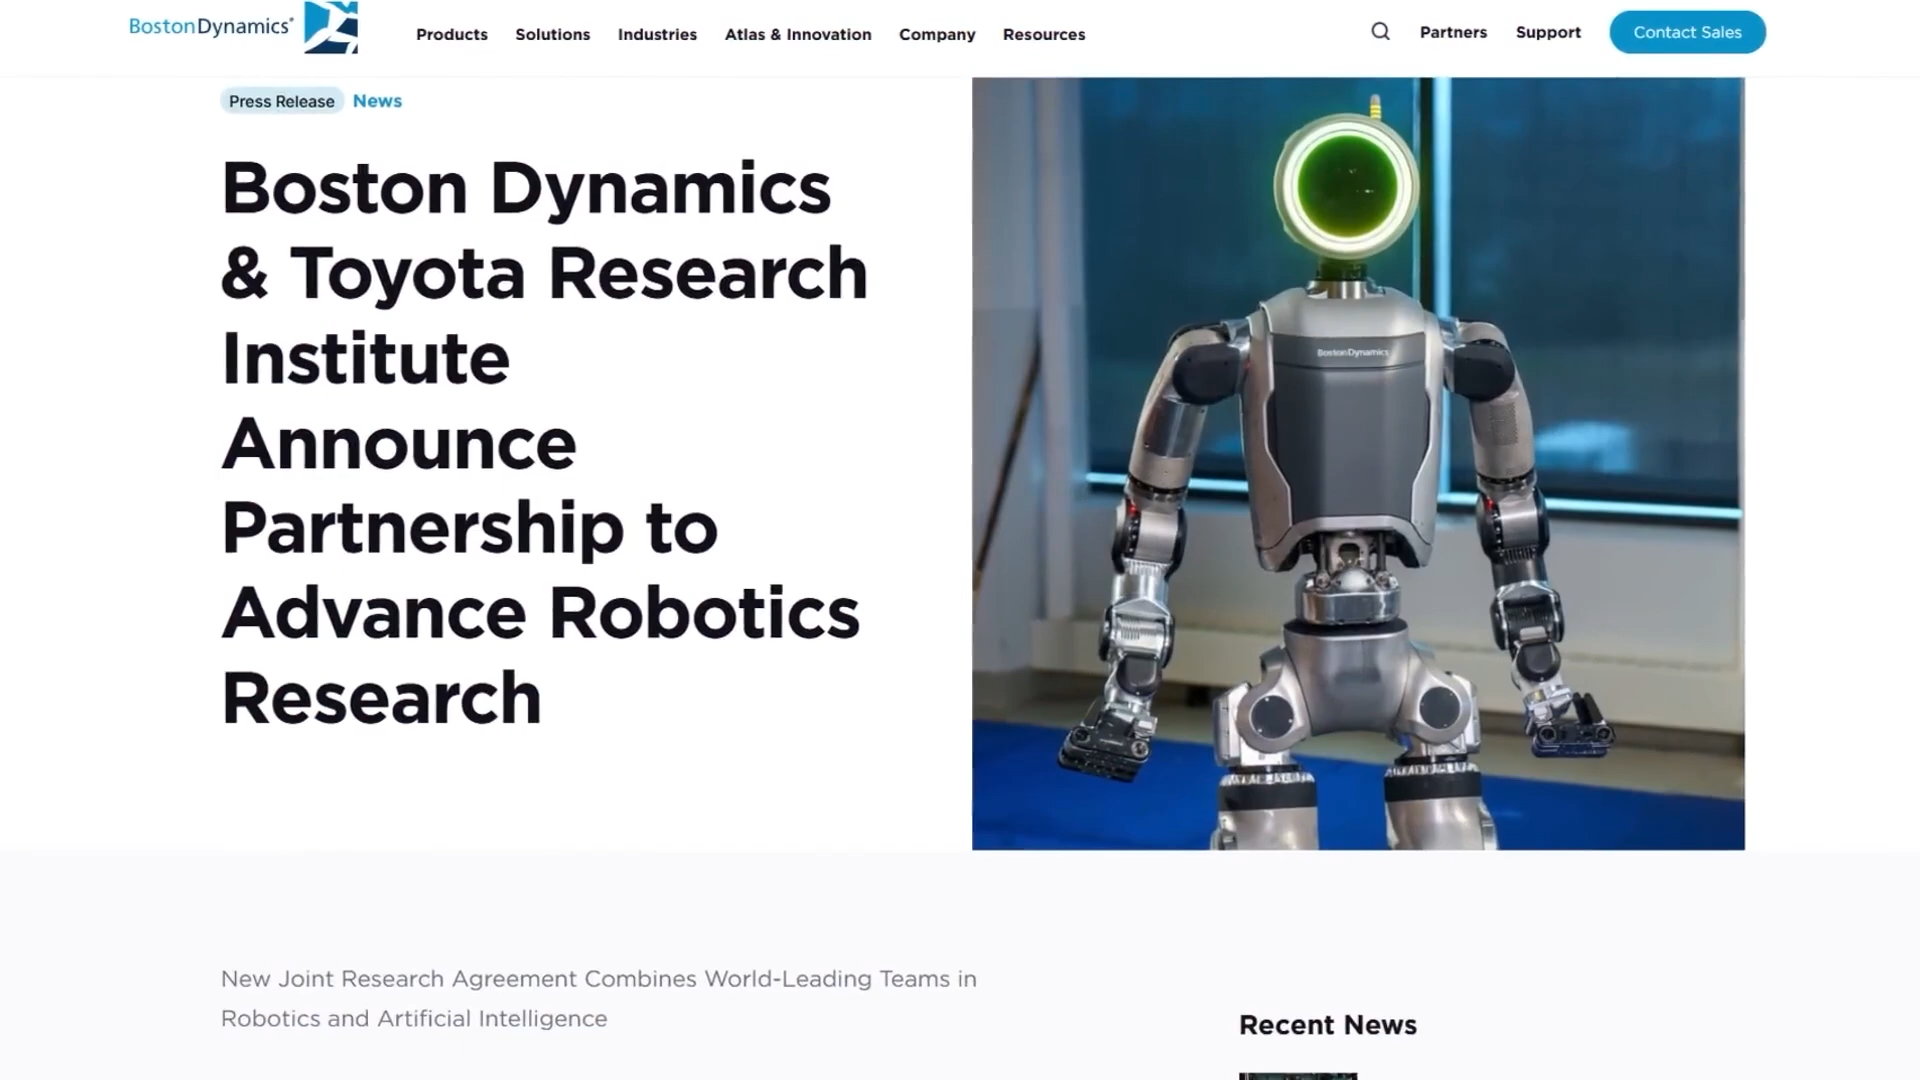 BostonDynamics
Products Solutions Industries Atlas & Innovation Company Resources
Partners Support Contact Sales
Press Release News
Boston Dynamics
& Toyota Research
Institute
Announce
Partnership to
Advance Robotics
Research
BostonDynamics
New Joint Research Agreement Combines World-Leading Teams in
Robotics and Artificial Intelligence
Recent News